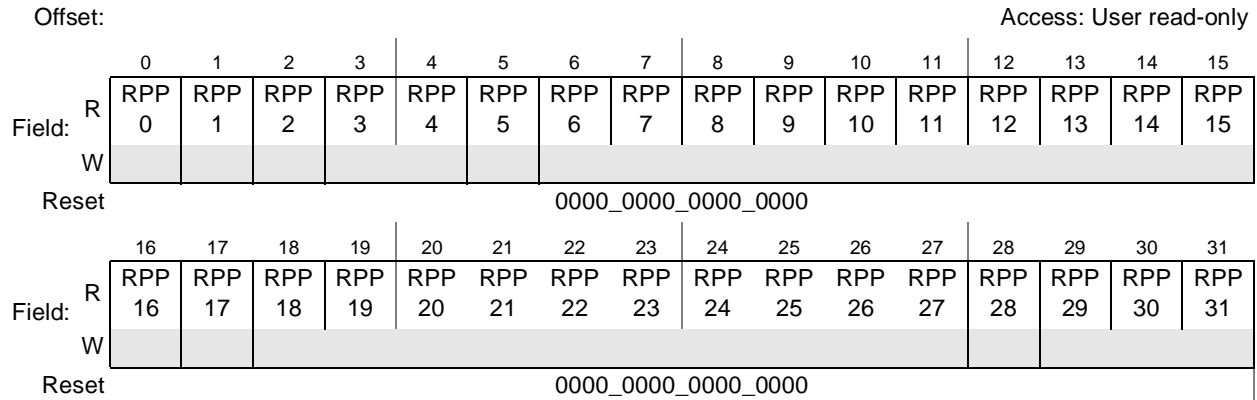 Offset: Access: User read-only
0 1 2 3 4 5 6 7 8 9 10 11 12 13 14 15
Field: R RPP RPP RPP RPP RPP RPP RPP RPP RPP RPP RPP RPP RPP RPP RPP RPP
0 1 2 3 4 5 6 7 8 9 10 11 12 13 14 15
W
Reset 0000_0000_0000_0000
16 17 18 19 20 21 22 23 24 25 26 27 28 29 30 31
Field: R RPP RPP RPP RPP RPP RPP RPP RPP RPP RPP RPP RPP RPP RPP RPP RPP
16 17 18 19 20 21 22 23 24 25 26 27 28 29 30 31
W
Reset 0000_0000_0000_0000